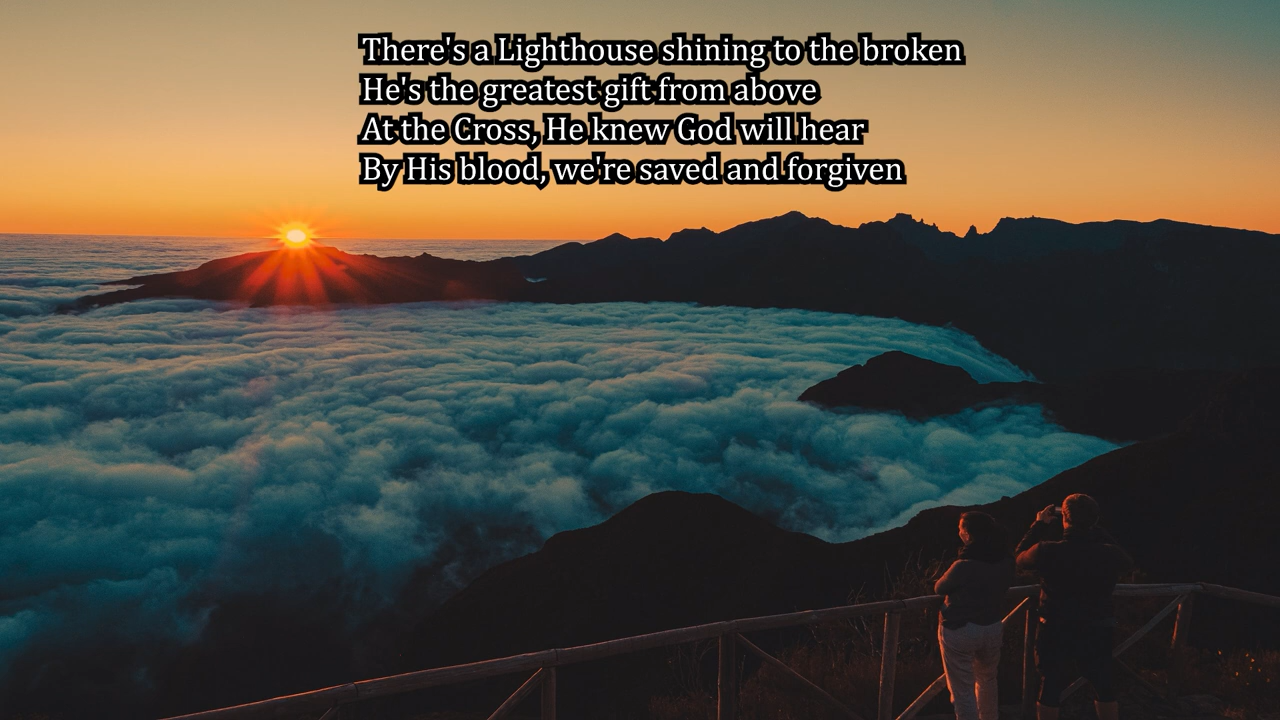 There's a Lighthouse shining to the broken
He's the greatest gift from above
At the Cross, He knew God will hear
By His blood, we're saved and forgiven